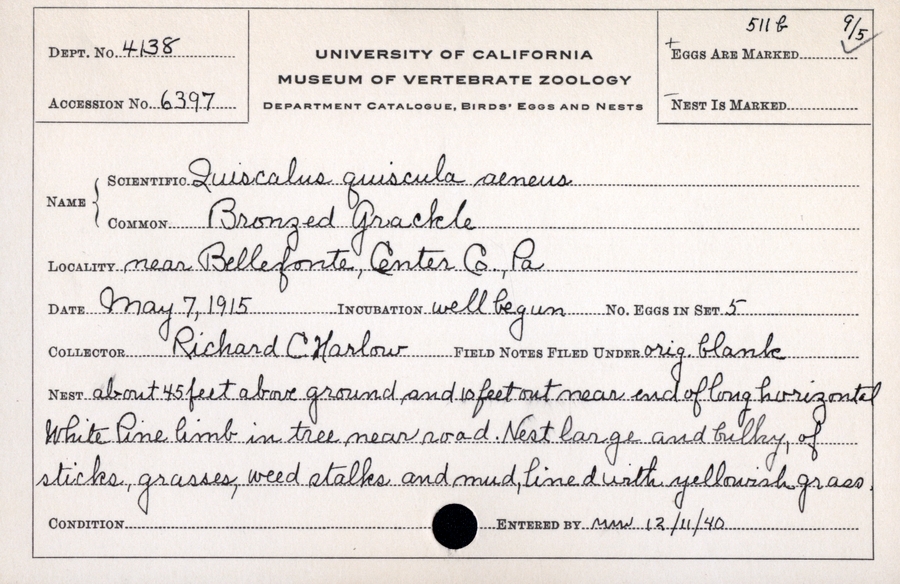 511 b 9/5
DEPT. NO. 4138
UNIVERSITY OF CALIFORNIA
+EGGS ARE MARKED
MUSEUM OF VERTEBRATE ZOOLOGY
ACCESSION NO. 6397
DEPARTMENT CATALOGUE, BIRDS' EGGS AND NESTS
NEST IS MARKED
NAME { SCIENTIFIC Quiscalus quiscula aeneus
COMMON Bronzed Grackle
LOCALITY near Bellefonte, Center Co., Pa
DATE May 7, 1915 INCUBATION well begun NO. EGGS IN SET 5
COLLECTOR Richard C Harlow FIELD NOTES FILED UNDER orig. blank
NEST about 45 feet above ground, and 10 feet out near end of long horizontal
White Pine limb in tree near road. Nest large and bulky, of
sticks, grasses, weed stalks and mud, lined with yellowish grass.
CONDITION ENTERED BY 12/11/40